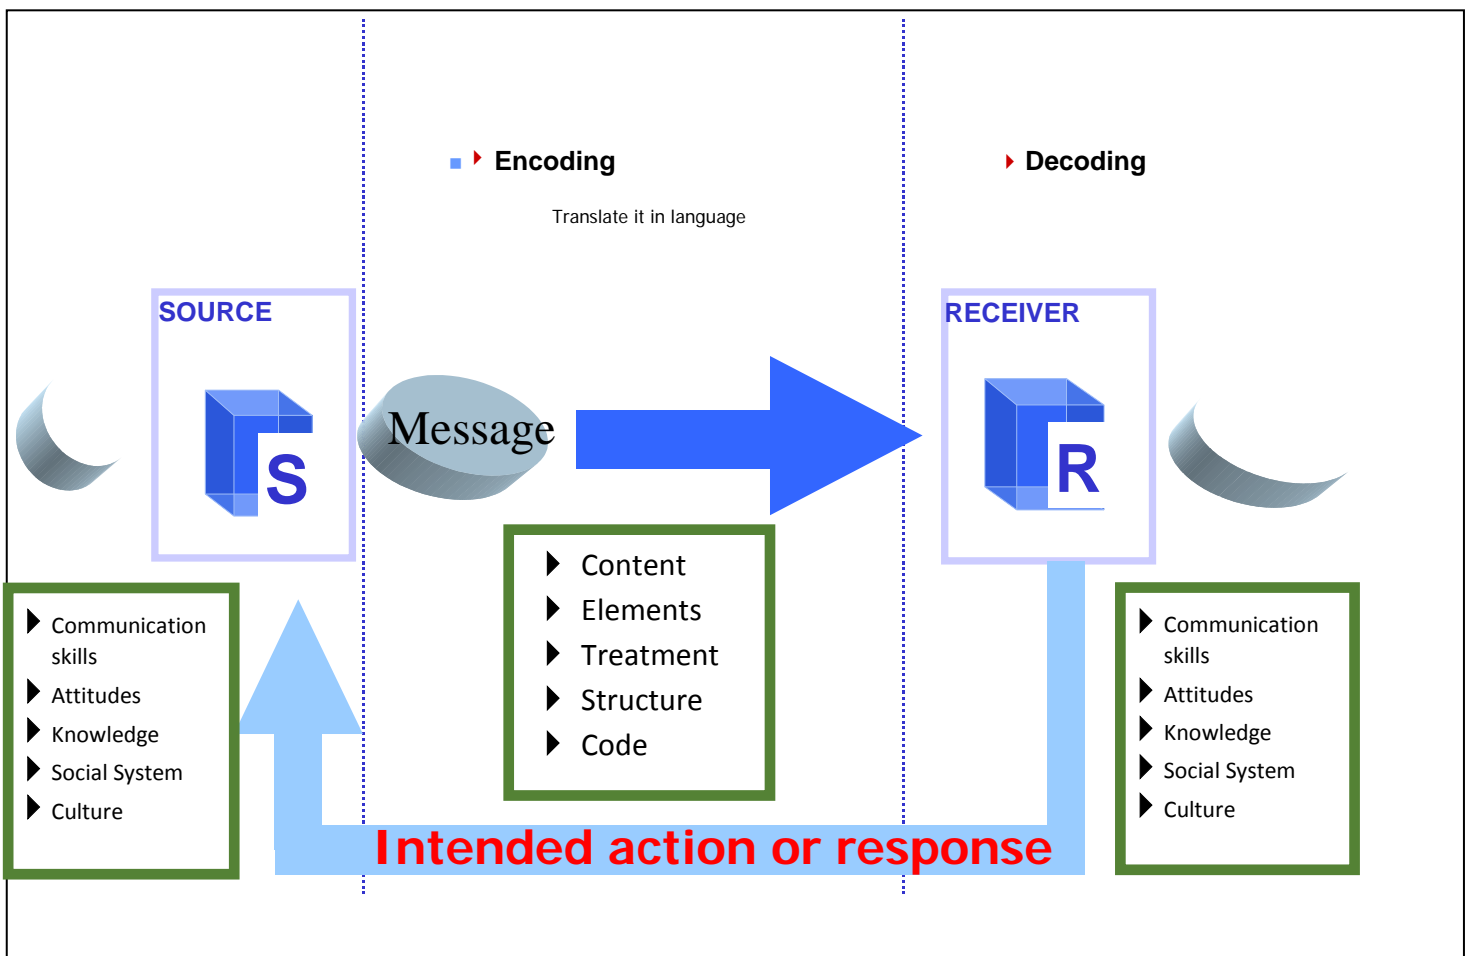 Encoding
Decoding
Translate it in language
SOURCE
RECEIVER
S
Message
R
Content
Elements
Treatment
Structure
Code
Communication
skills
Attitudes
Knowledge
Social System
Culture
Communication
skills
Attitudes
Knowledge
Social System
Culture
Intended action or response